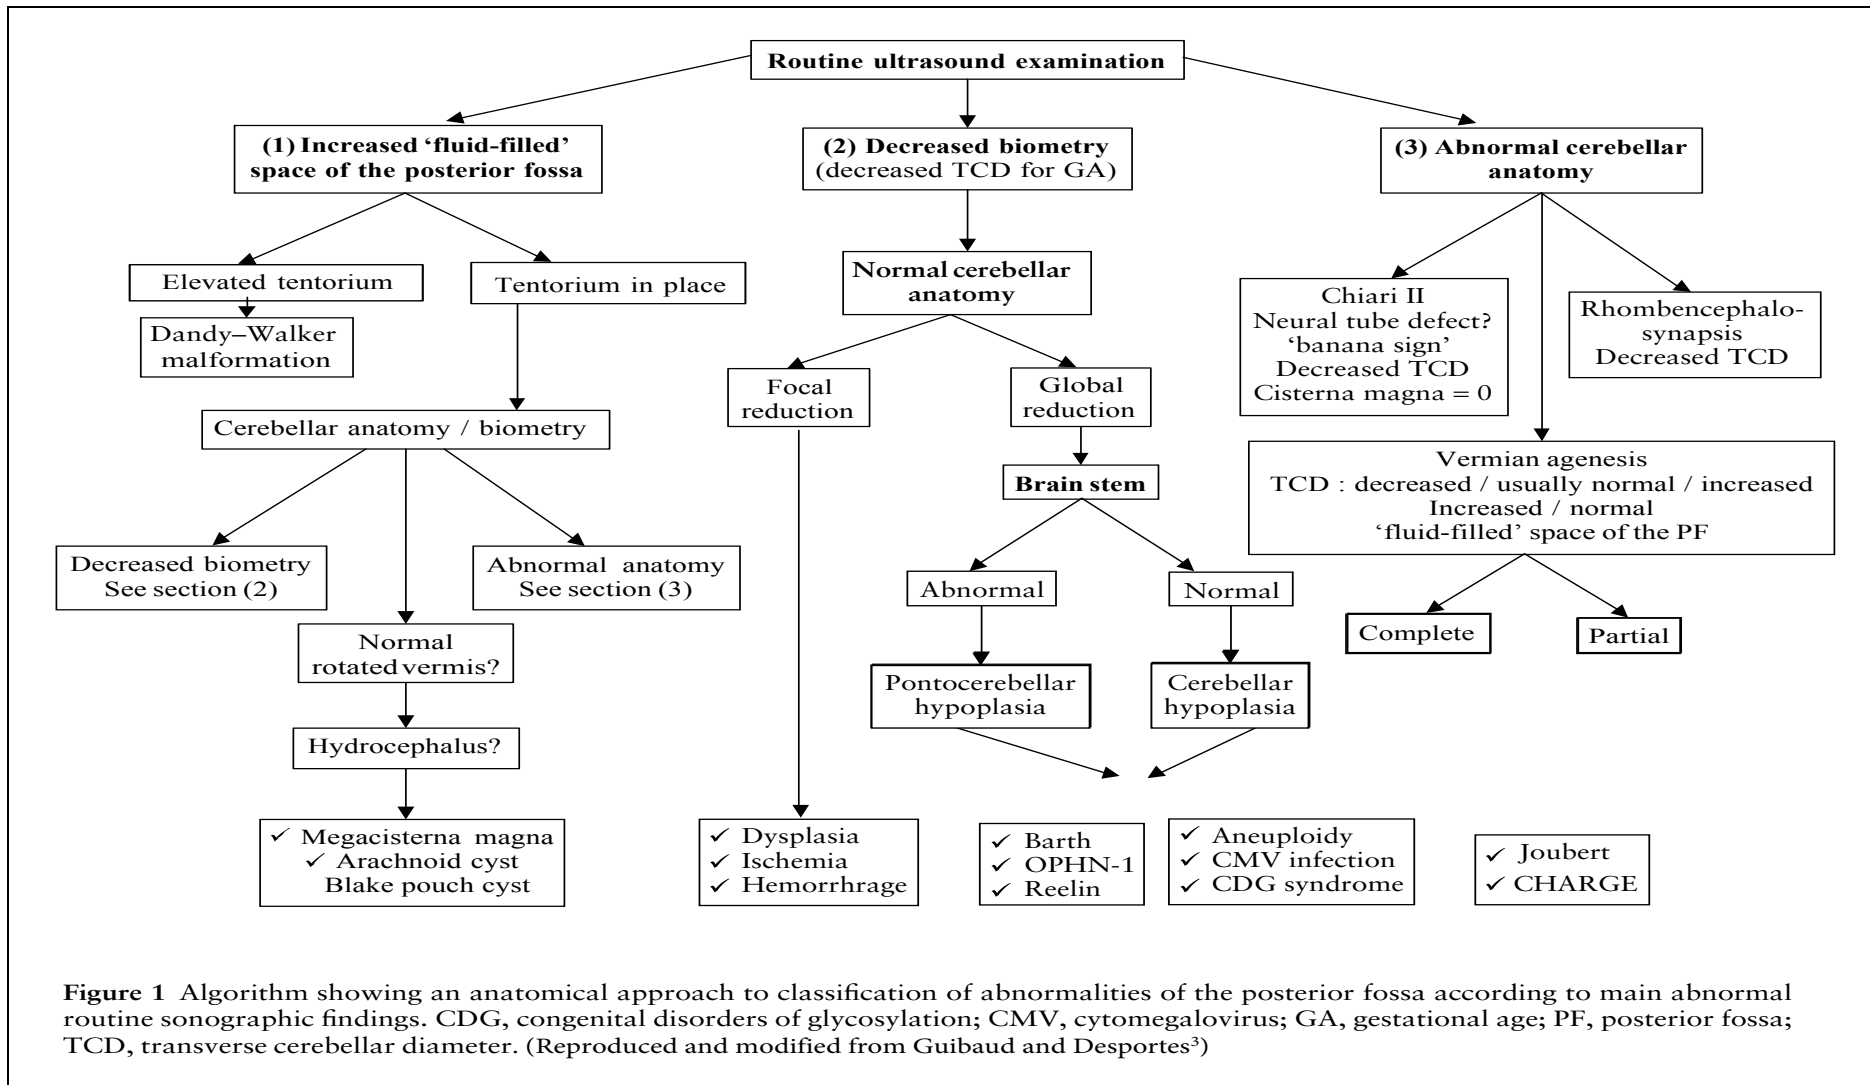 Routine ultrasound examination
(1) Increased ‘fluid-filled’
space of the posterior fossa
(2) Decreased biometry
(decreased TCD for GA)
(3) Abnormal cerebellar
anatomy
Elevated tentorium
Tentorium in place
Dandy–Walker
malformation
Normal cerebellar
anatomy
Chiari II
Neural tube defect?
‘banana sign’
Decreased TCD
Cisterna magna = 0
Rhombencephalo-
synapsis
Decreased TCD
Focal
reduction
Global
reduction
Cerebellar anatomy / biometry
Brain stem
Vermian agenesis
TCD : decreased / usually normal / increased
Increased / normal
‘fluid-filled’ space of the PF
Decreased biometry
See section (2)
Abnormal anatomy
See section (3)
Abnormal
Normal
Complete
Partial
Normal
rotated vermis?
Pontocerebellar
hypoplasia
Cerebellar
hypoplasia
Hydrocephalus?
✓ Megacisterna magna
✓ Arachnoid cyst
Blake pouch cyst
✓ Dysplasia
✓ Ischemia
✓ Hemorrhrage
✓ Barth
✓ OPHN-1
✓ Reelin
✓ Aneuploidy
✓ CMV infection
✓ CDG syndrome
✓ Joubert
✓ CHARGE
Figure 1 Algorithm showing an anatomical approach to classification of abnormalities of the posterior fossa according to main abnormal
routine sonographic findings. CDG, congenital disorders of glycosylation; CMV, cytomegalovirus; GA, gestational age; PF, posterior fossa;
TCD, transverse cerebellar diameter. (Reproduced and modified from Guibaud and Desportes³)